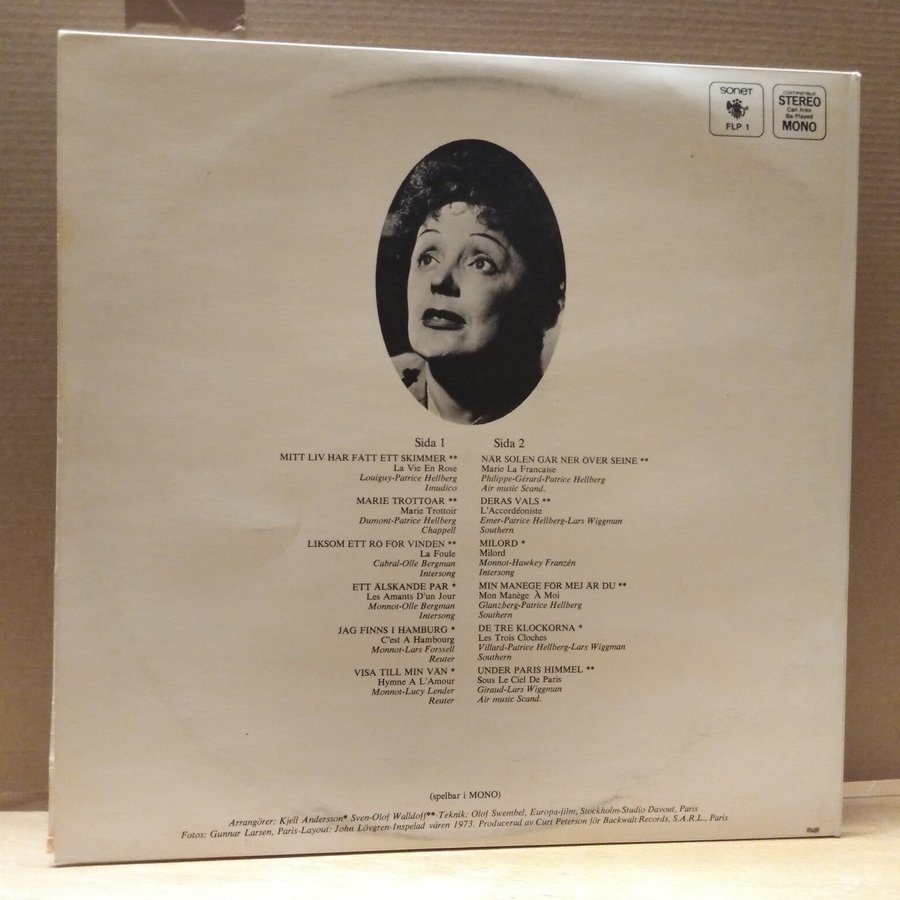 sonet
FLP 1
COMPATIBLE
STEREO
Can Also
Be Played
MONO
Sida 1
MITT LIV HAR FÅTT ETT SKIMMER **
La Vie En Rose
Louiguy-Patrice Hellberg
Imudico
MARIE TROTTOAR **
Marie Trottoir
Dumont-Patrice Hellberg
Chappell
LIKSOM ETT RÖ FÖR VINDEN **
La Foule
Cabral-Olle Bergman
Intersong
ETT ÄLSKANDE PAR *
Les Amants D'un Jour
Monnot-Olle Bergman
Intersong
JAG FINNS I HAMBURG *
C'est A Hambourg
Monnot-Lars Forssell
Reuter
VISA TILL MIN VÄN *
Hymne A L'Amour
Monnot-Lucy Lender
Reuter
Sida 2
NÄR SOLEN GÅR NER ÖVER SEINE **
Marie La Francaise
Philippe-Gérard-Patrice Hellberg
Air music Scand.
DERAS VALS **
L'Accordéoniste
Emer-Patrice Hellberg-Lars Wiggman
Southern
MILORD *
Milord
Monnot-Hawkey Franzén
Intersong
MIN MANEGE FÖR MEJ ÄR DU **
Mon Manège À Moi
Glanzberg-Patrice Hellberg
Southern
DE TRE KLOCKORNA *
Les Trois Cloches
Villard-Patrice Hellberg-Lars Wiggman
Southern
UNDER PARIS HIMMEL **
Sous Le Ciel De Paris
Giraud-Lars Wiggman
Air music Scand.
(spelbar i MONO)
Arrangörer: Kjell Andersson* Sven-Olof Walldoff** Teknik: Olof Swembel, Europa-film, Stockholm-Studio Davout, Paris
Fotos: Gunnar Larsen, Paris-Layout: John Lövgren-Inspelad våren 1973. Producerad av Curt Peterson för Backwalt Records, S.A.R.L., Paris